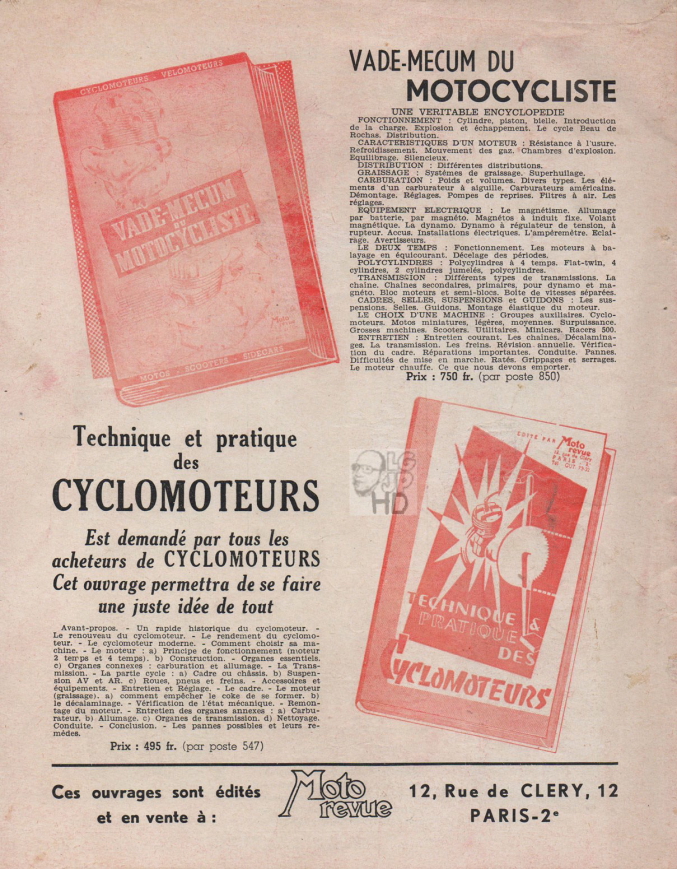 CYCLOMOTEURS - VELOMOTEURS
VADE-MECUM
DU
MOTOCYCLISTE
MOTOS SCOOTERS SIDECARS
VADE-MECUM DU
MOTOCYCLISTE
UNE VERITABLE ENCYCLOPEDIE
FONCTIONNEMENT : Cylindre, piston, bielle. Introduction
de la charge. Explosion et échappement. Le cycle Beau de
Rochas. Distribution.
CARACTERISTIQUES D'UN MOTEUR : Résistance à l'usure.
Refroidissement. Mouvement des gaz. Chambres d'explosion.
Equilibrage. Silencieux.
DISTRIBUTION : Différentes distributions.
GRAISSAGE : Systèmes de graissage. Superhuilage.
CARBURATION : Poids et volumes. Divers types. Les élé-
ments d'un carburateur à aiguille. Carburateurs américains.
Démontage. Réglages. Pompes de reprises. Filtres à air. Les
réglages.
EQUIPEMENT ELECTRIQUE : Le magnétisme. Allumage
par batterie, par magnéto. Magnétos à induit fixe. Volant
magnétique. La dynamo. Dynamo à régulateur de tension, à
rupteur. Accus. Installations électriques. L'ampèremètre. Eclai-
rage. Avertisseurs.
LE DEUX TEMPS : Fonctionnement. Les moteurs à ba-
layage en équicourant. Décelage des périodes.
POLYCYLINDRES : Polycylindres à 4 temps. Flat-twin, 4
cylindres, 2 cylindres jumelés, polycylindres.
TRANSMISSION : Différents types de transmissions. La
chaîne. Chaînes secondaires, primaires, pour dynamo et ma-
gnéto. Bloc moteurs et semi-blocs. Boîte de vitesses séparées.
CADRES, SELLES, SUSPENSIONS et GUIDONS : Les sus-
pensions. Selles. Guidons. Montage élastique du moteur.
LE CHOIX D'UNE MACHINE : Groupes auxiliaires. Cyclo-
moteurs. Motos miniatures, légères, moyennes. Surpuissance.
Grosses machines. Scooters. Utilitaires. Minicars. Racers 500.
ENTRETIEN : Entretien courant. Les chaînes. Décalamina-
ges. La transmission. Les freins. Révision annuelle. Vérifica-
tion du cadre. Réparations importantes. Conduite. Pannes.
Difficultés de mise en marche. Ratés. Grippages et serrages.
Le moteur chauffe. Ce que nous devons emporter.
Prix : 750 fr. (par poste 850)
Technique et pratique
des
CYCLOMOTEURS
Est demandé par tous les
acheteurs de CYCLOMOTEURS
Cet ouvrage permettra de se faire
une juste idée de tout
Avant-propos. - Un rapide historique du cyclomoteur. -
Le renouveau du cyclomoteur. - Le rendement du cyclomo-
teur. - Le cyclomoteur moderne. - Comment choisir sa ma-
chine. - Le moteur : a) Principe de fonctionnement (moteur
2 temps et 4 temps). b) Construction. - Organes essentiels.
c) Organes connexes : carburation et allumage. - La Trans-
mission. - La partie cycle : a) Cadre ou châssis. b) Suspen-
sion AV et AR. c) Roues, pneus et freins. - Accessoires et
équipements. - Entretien et Réglage. - Le cadre. - Le moteur
(graissage). a) comment empêcher le coke de se former. b)
le décalaminage. - Vérification de l'état mécanique. - Remon-
tage du moteur. - Entretien des organes annexes : a) Carbu-
rateur. b) Allumage. c) Organes de transmission. d) Nettoyage.
Conduite. - Conclusion. - Les pannes possibles et leurs re-
mèdes.
Prix : 495 fr. (par poste 547)
LG
HD
EDITÉ PAR Moto
revue
12, Rue de Cléry
PARIS
TECHNIQUE &
PRATIQUE
DES
CYCLOMOTEURS
Ces ouvrages sont édités
et en vente à :
Moto
revue
12, Rue de CLERY, 12
PARIS-2e